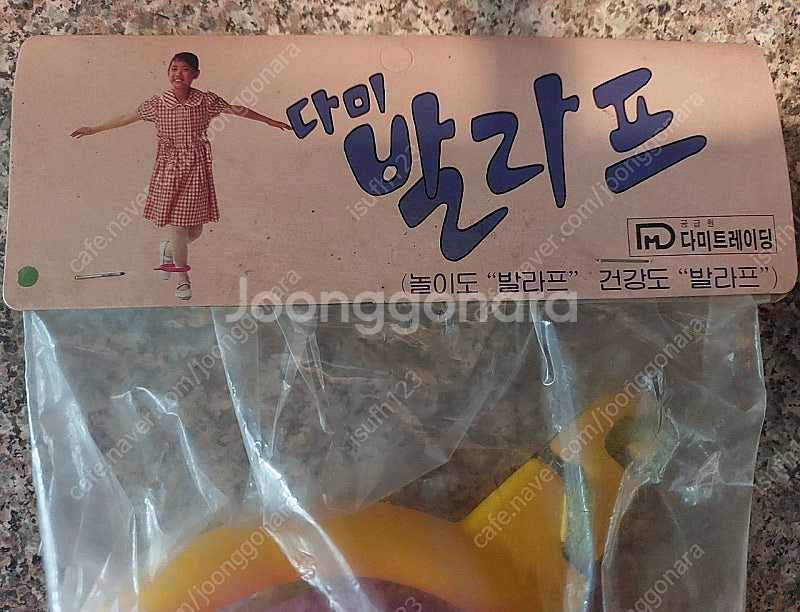 다미
발라프
공급원
다미트레이딩
(놀이도 "발라프" 건강도 "발라프")
Joonggonara
cafe.naver.com/joonggonara
isufh123